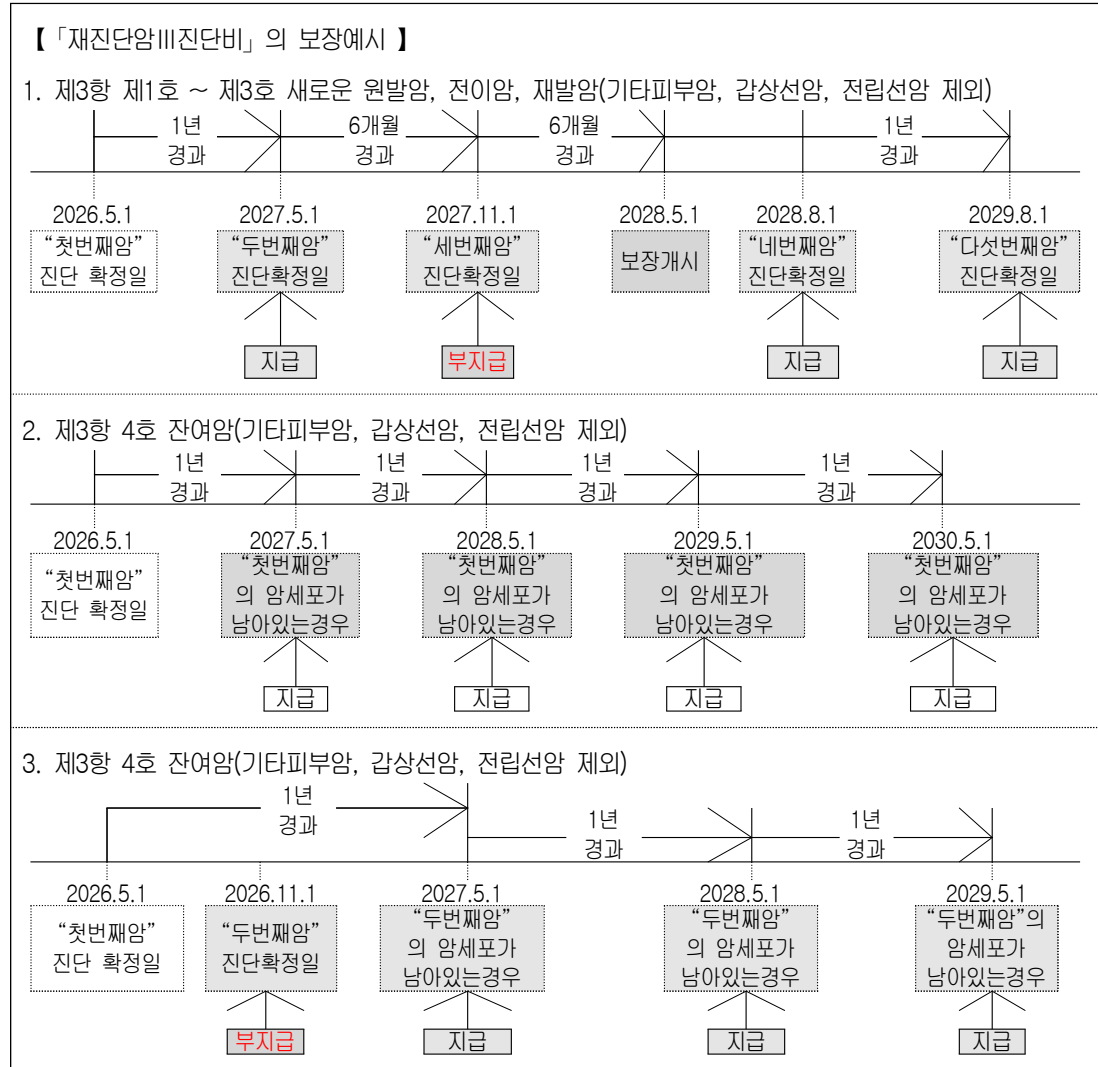 【「재진단암Ⅲ진단비」의 보장예시 】
1. 제3항 제1호 ~ 제3호 새로운 원발암, 전이암, 재발암(기타피부암, 갑상선암, 전립선암 제외)
1년 6개월 6개월 1년
경과 경과 경과 경과
2026.5.1 2027.5.1 2027.11.1 2028.5.1 2028.8.1 2029.8.1
“첫번째암” “두번째암” “세번째암” 보장개시 “네번째암” “다섯번째암”
진단 확정일 진단확정일 진단확정일 진단확정일 진단확정일
지급 부지급 지급 지급
2. 제3항 4호 잔여암(기타피부암, 갑상선암, 전립선암 제외)
1년 1년 1년 1년
경과 경과 경과 경과
2026.5.1 2027.5.1 2028.5.1 2029.5.1 2030.5.1
“첫번째암” “첫번째암” “첫번째암” “첫번째암” “첫번째암”
진단 확정일 의 암세포가 의 암세포가 의 암세포가 의 암세포가
남아있는경우 남아있는경우 남아있는경우 남아있는경우
지급 지급 지급 지급
3. 제3항 4호 잔여암(기타피부암, 갑상선암, 전립선암 제외)
1년 1년 1년
경과 경과 경과
2026.5.1 2026.11.1 2027.5.1 2028.5.1 2029.5.1
“첫번째암” “두번째암” “두번째암” “두번째암” “두번째암”의
진단 확정일 진단확정일 의 암세포가 의 암세포가 암세포가
남아있는경우 남아있는경우 남아있는경우
부지급 지급 지급 지급